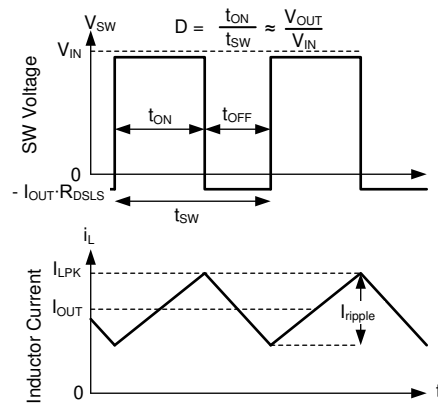 V_SW
D = t_ON / t_SW ≈ V_OUT / V_IN
V_IN
SW Voltage
t_ON
t_OFF
0
- I_OUT·R_DSLS
t_SW
i_L
I_LPK
I_OUT
Inductor Current
I_ripple
0
t